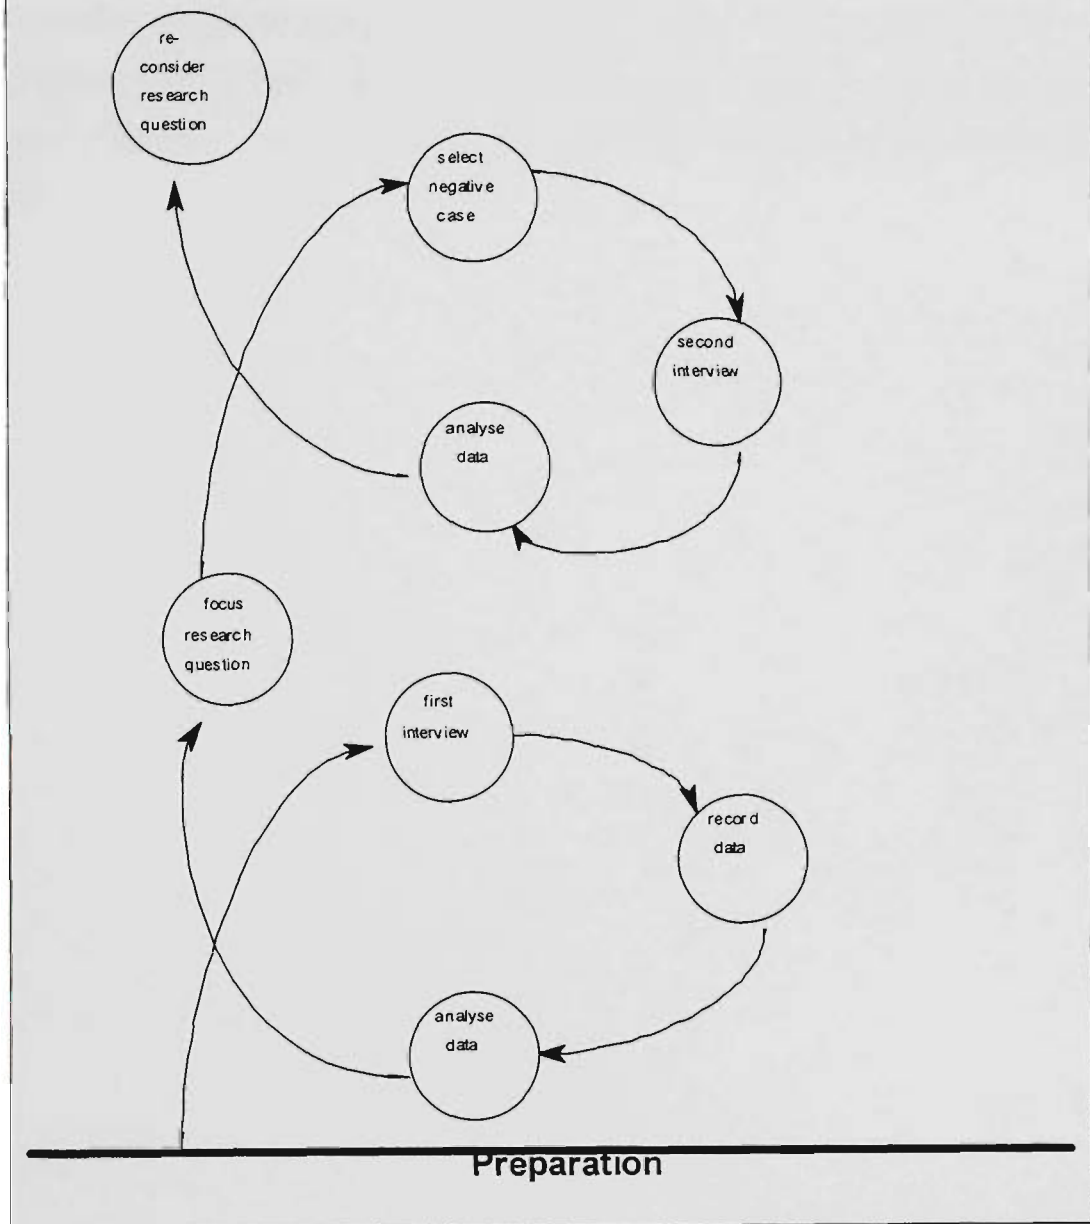 re-
consider
research
question
select
negative
case
second
interview
analyse
data
focus
research
question
first
interview
record
data
analyse
data
Preparation